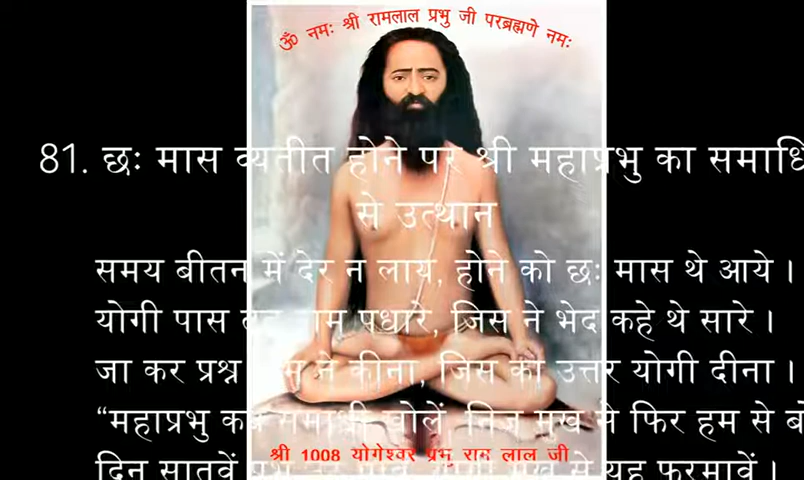 ॐ नमः श्री रामलाल प्रभु जी परब्रह्मणे नमः
81. छः मास व्यतीत होने पर श्री महाप्रभु का समाधि
से उत्थान
समय बीतन में देर न लाय, होने को छः मास थे आये ।
योगी पास पधारे, जिस ने भेद कहे थे सारे ।
जा कर प्रश्न ने कीना, जिस का उत्तर योगी दीना ।
“महाप्रभु कब समाधी खोलें, निज मुख से फिर हम से
श्री 1008 योगेश्वर प्रभु राम लाल जी
दिन सातवें मुख से यह फरमावें ।